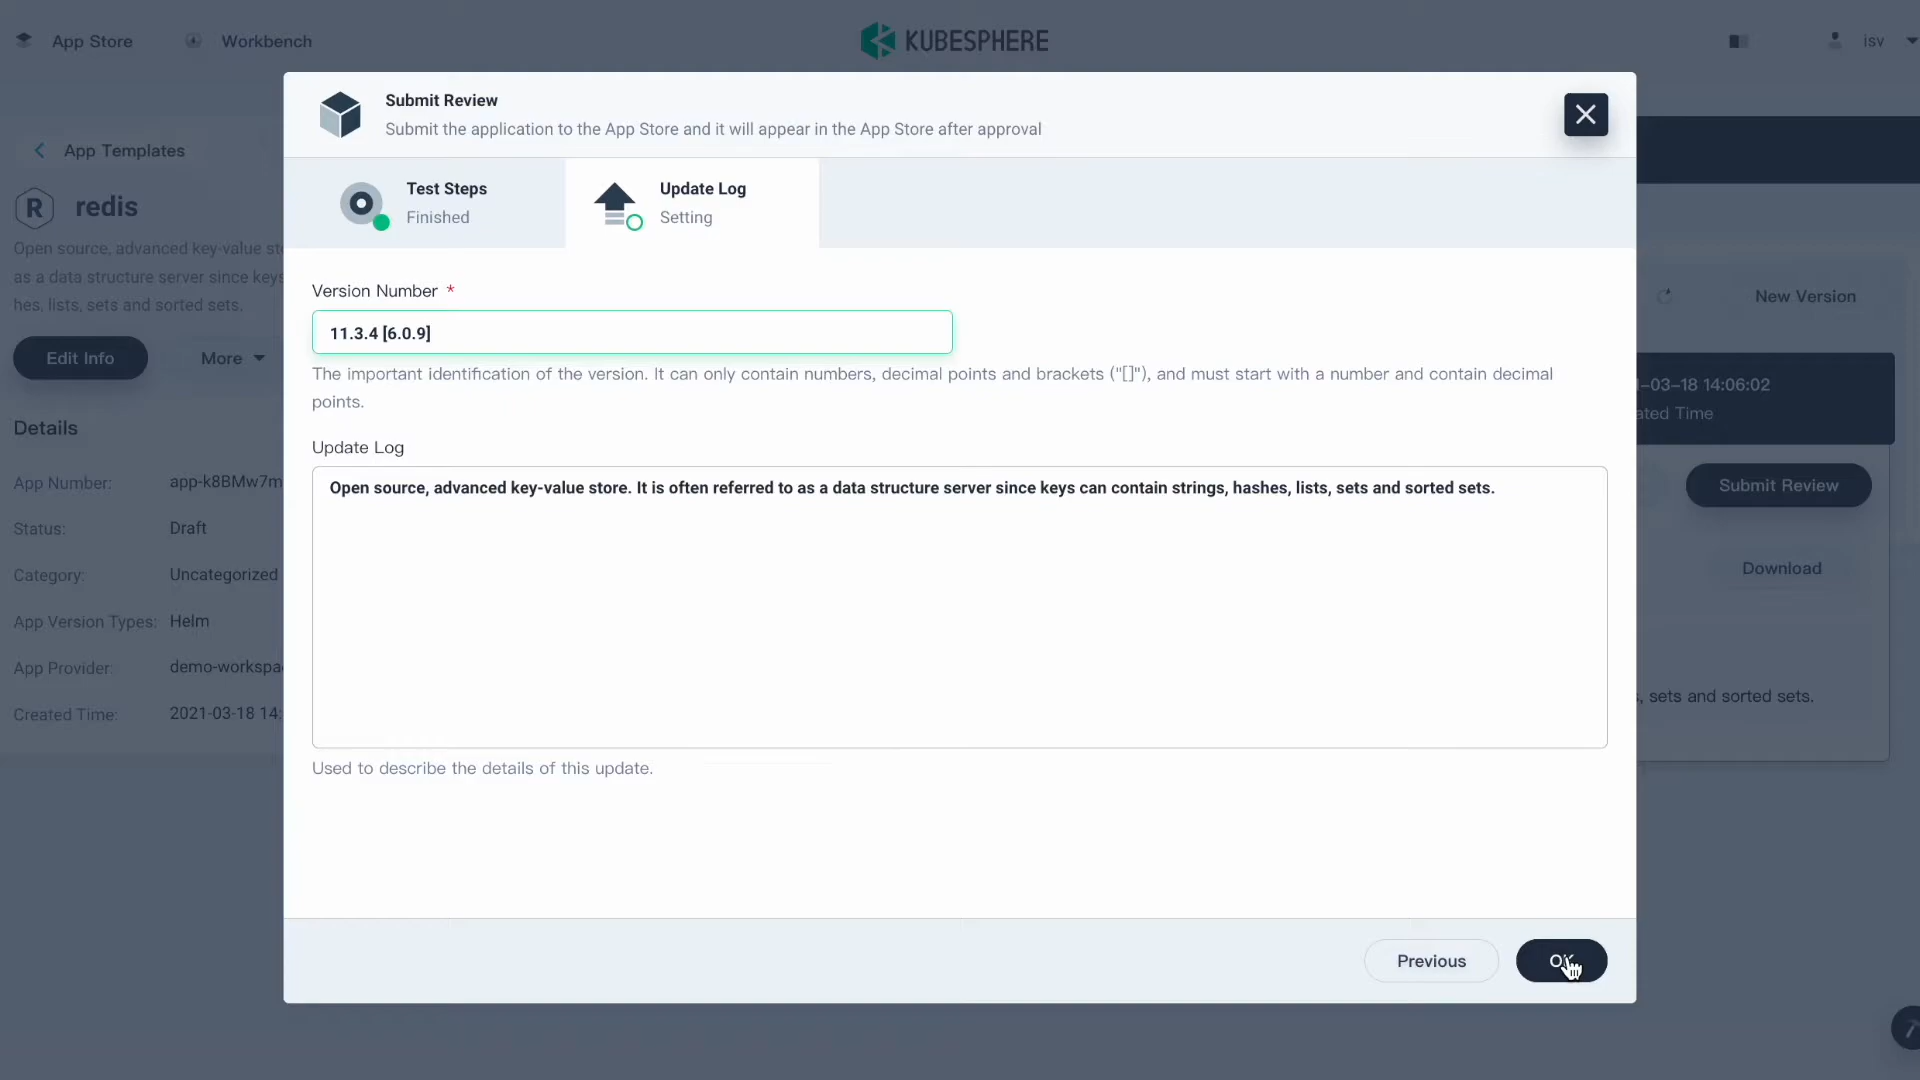 App Store
Workbench
KUBESPHERE
isv
Submit Review
Submit the application to the App Store and it will appear in the App Store after approval
App Templates
Test Steps
Finished
Update Log
Setting
R
redis
Open source, advanced key-value
as a data structure server since keys
hes, lists, sets and sorted sets.
Edit Info
More
Version Number *
11.3.4 [6.0.9]
The important identification of the version. It can only contain numbers, decimal points and brackets ("[]"), and must start with a number and contain decimal
points.
New Version
-03-18 14:06:02
Time
Details
App Number:
Status: Draft
Category: Uncategorized
App Version Types: Helm
App Provider:
Created Time: 2021-03-18 14:
Update Log
Open source, advanced key-value store. It is often referred to as a data structure server since keys can contain strings, hashes, lists, sets and sorted sets.
Used to describe the details of this update.
Submit Review
Download
, sets and sorted sets.
Previous
OK